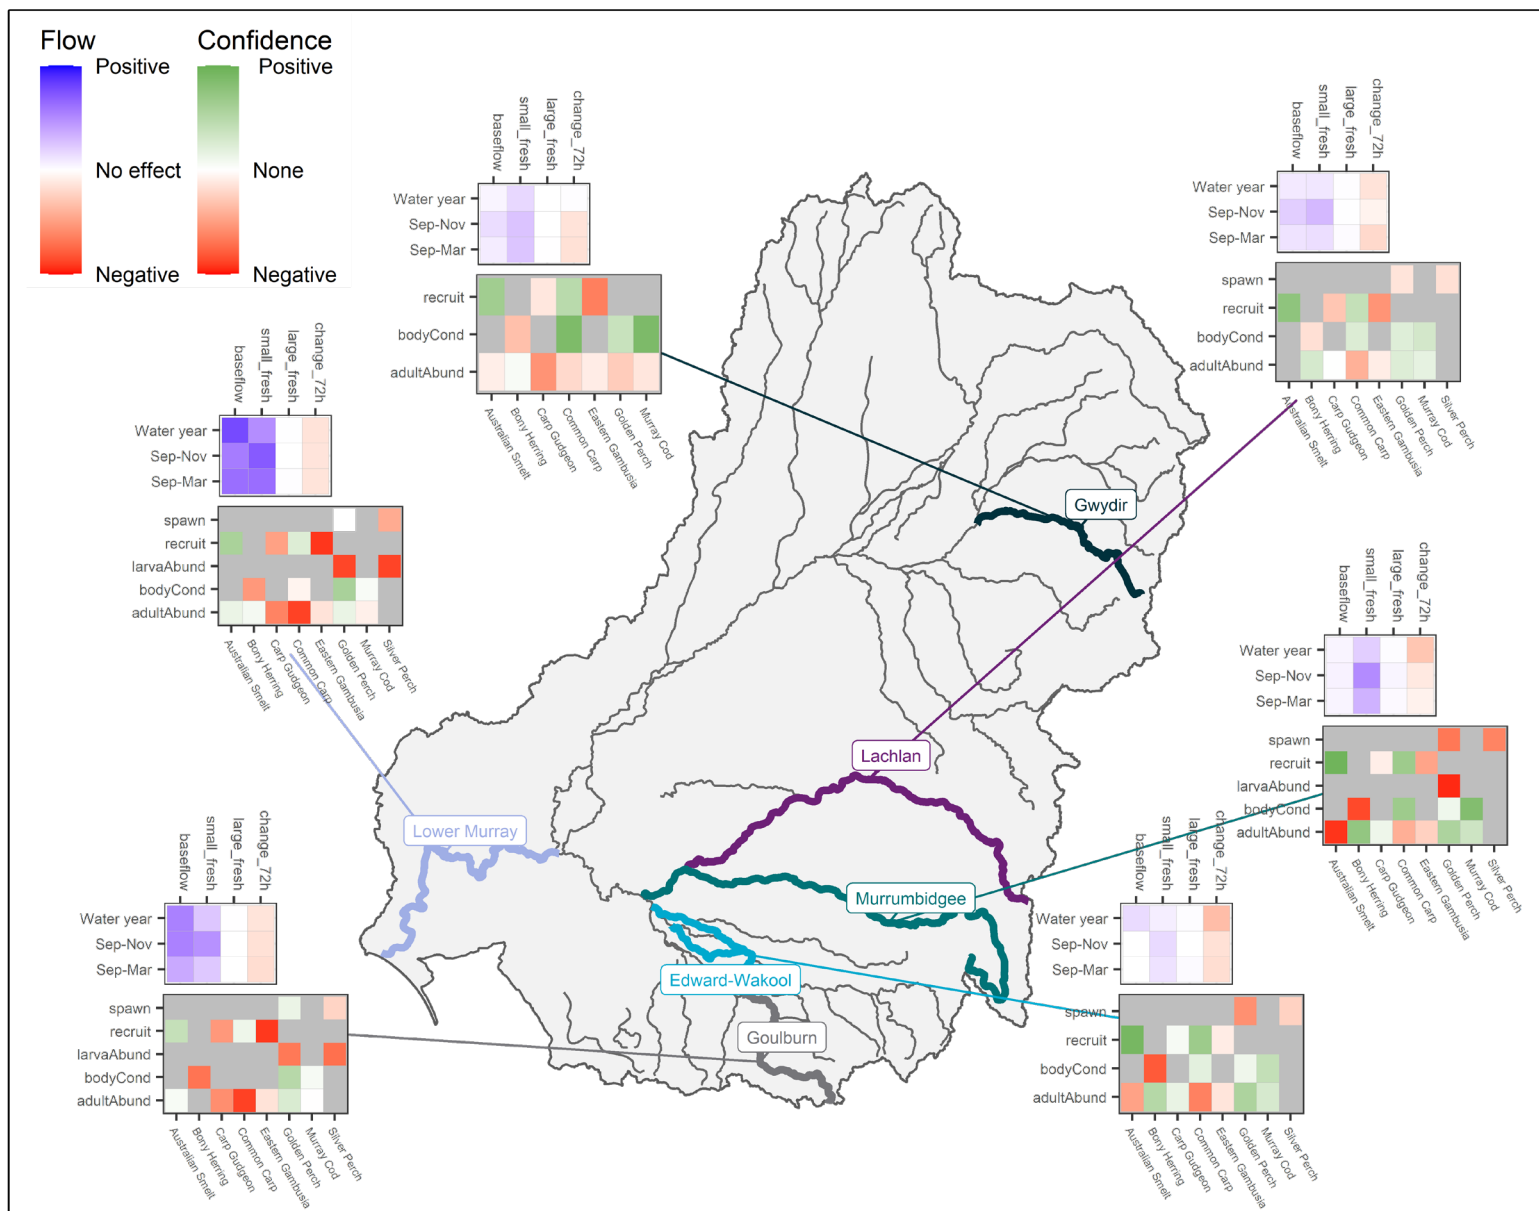 Flow
Confidence
Positive
Positive
No effect
None
Negative
Negative
baseflow
small_fresh
large_fresh
change_72h
Water year
Sep-Nov
Sep-Mar
recruit
bodyCond
adultAbund
Australian Smelt
Bony Herring
Carp Gudgeon
Common Carp
Eastern Gambusia
Golden Perch
Murray Cod
baseflow
small_fresh
large_fresh
change_72h
Water year
Sep-Nov
Sep-Mar
spawn
recruit
bodyCond
adultAbund
Australian Smelt
Bony Herring
Carp Gudgeon
Common Carp
Eastern Gambusia
Golden Perch
Murray Cod
Silver Perch
baseflow
small_fresh
large_fresh
change_72h
Water year
Sep-Nov
Sep-Mar
spawn
recruit
larvaAbund
bodyCond
adultAbund
Australian Smelt
Bony Herring
Carp Gudgeon
Common Carp
Eastern Gambusia
Golden Perch
Murray Cod
Silver Perch
Gwydir
baseflow
small_fresh
large_fresh
change_72h
Water year
Sep-Nov
Sep-Mar
spawn
recruit
larvaAbund
bodyCond
adultAbund
Australian Smelt
Bony Herring
Carp Gudgeon
Common Carp
Eastern Gambusia
Golden Perch
Murray Cod
Silver Perch
Lachlan
Lower Murray
Murrumbidgee
Edward-Wakool
Goulburn
baseflow
small_fresh
large_fresh
change_72h
Water year
Sep-Nov
Sep-Mar
spawn
recruit
larvaAbund
bodyCond
adultAbund
Australian Smelt
Bony Herring
Carp Gudgeon
Common Carp
Eastern Gambusia
Golden Perch
Murray Cod
Silver Perch
baseflow
small_fresh
large_fresh
change_72h
Water year
Sep-Nov
Sep-Mar
spawn
recruit
bodyCond
adultAbund
Australian Smelt
Bony Herring
Carp Gudgeon
Common Carp
Eastern Gambusia
Golden Perch
Murray Cod
Silver Perch